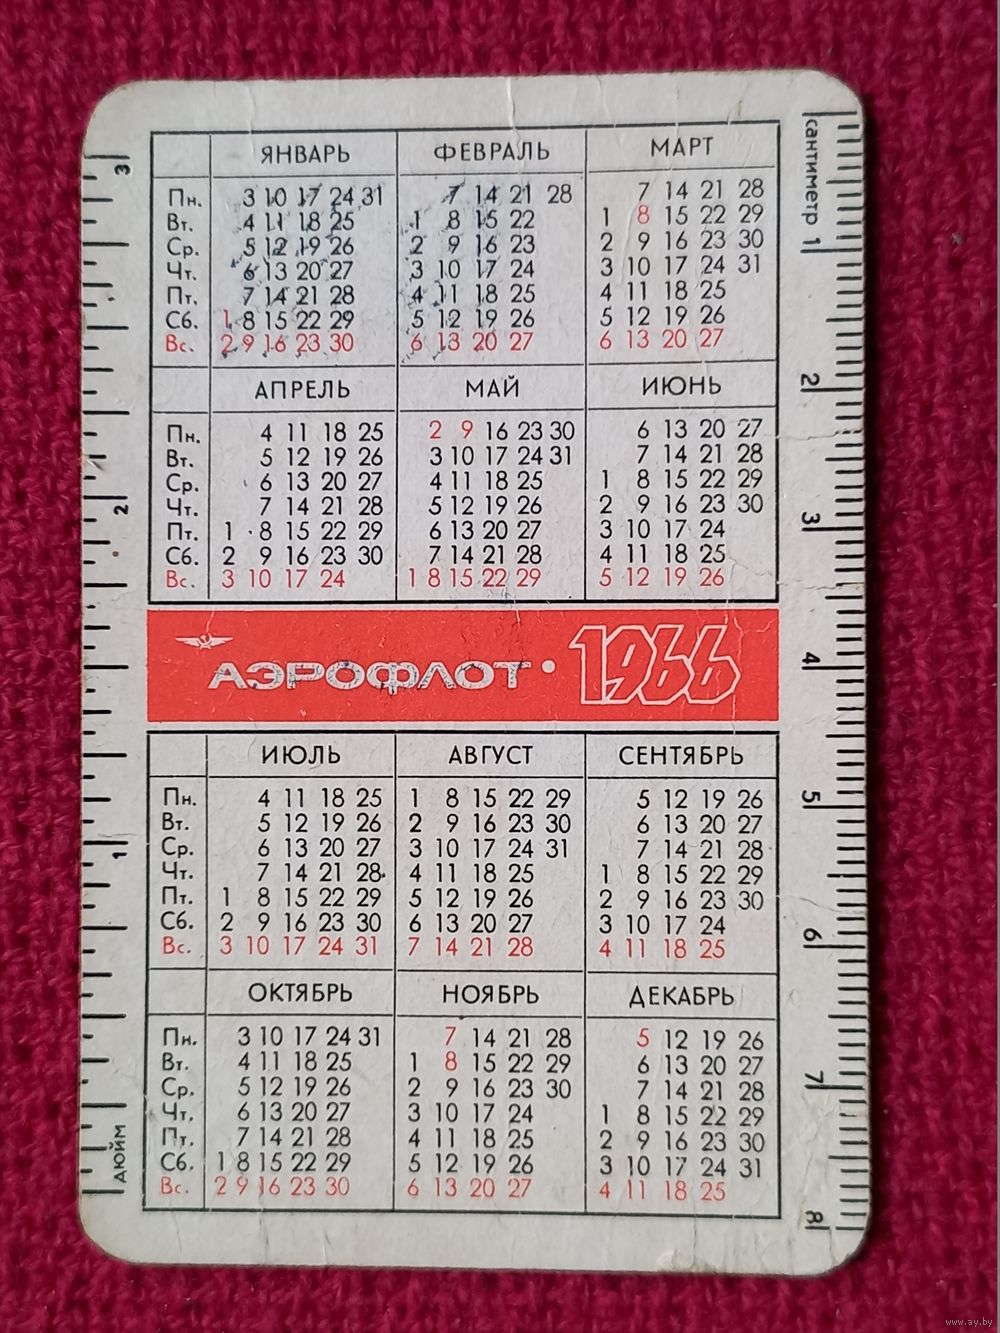 ЯНВАРЬ ФЕВРАЛЬ МАРТ
Пн. 3 10 17 24 31 7 14 21 28 7 14 21 28
Вт. 4 11 18 25 1 8 15 22 1 8 15 22 29
Ср. 5 12 19 26 2 9 16 23 2 9 16 23 30
Чт. 6 13 20 27 3 10 17 24 3 10 17 24 31
Пт. 7 14 21 28 4 11 18 25 4 11 18 25
Сб. 1 8 15 22 29 5 12 19 26 5 12 19 26
Вс. 2 9 16 23 30 6 13 20 27 6 13 20 27
АПРЕЛЬ МАЙ ИЮНЬ
Пн. 4 11 18 25 2 9 16 23 30 6 13 20 27
Вт. 5 12 19 26 3 10 17 24 31 7 14 21 28
Ср. 6 13 20 27 4 11 18 25 1 8 15 22 29
Чт. 7 14 21 28 5 12 19 26 2 9 16 23 30
Пт. 1 8 15 22 29 6 13 20 27 3 10 17 24
Сб. 2 9 16 23 30 7 14 21 28 4 11 18 25
Вс. 3 10 17 24 1 8 15 22 29 5 12 19 26
АЭРОФЛОТ • 1966
ИЮЛЬ АВГУСТ СЕНТЯБРЬ
Пн. 4 11 18 25 1 8 15 22 29 5 12 19 26
Вт. 5 12 19 26 2 9 16 23 30 6 13 20 27
Ср. 6 13 20 27 3 10 17 24 31 7 14 21 28
Чт. 7 14 21 28 4 11 18 25 1 8 15 22 29
Пт. 1 8 15 22 29 5 12 19 26 2 9 16 23 30
Сб. 2 9 16 23 30 6 13 20 27 3 10 17 24
Вс. 3 10 17 24 31 7 14 21 28 4 11 18 25
ОКТЯБРЬ НОЯБРЬ ДЕКАБРЬ
Пн. 3 10 17 24 31 7 14 21 28 5 12 19 26
Вт. 4 11 18 25 1 8 15 22 29 6 13 20 27
Ср. 5 12 19 26 2 9 16 23 30 7 14 21 28
Чт. 6 13 20 27 3 10 17 24 1 8 15 22 29
Пт. 7 14 21 28 4 11 18 25 2 9 16 23 30
Сб. 1 8 15 22 29 5 12 19 26 3 10 17 24 31
Вс. 2 9 16 23 30 6 13 20 27 4 11 18 25
дюйм 1 2 3
сантиметр 1 2 3 4 5 6 7 8
www.ay.by